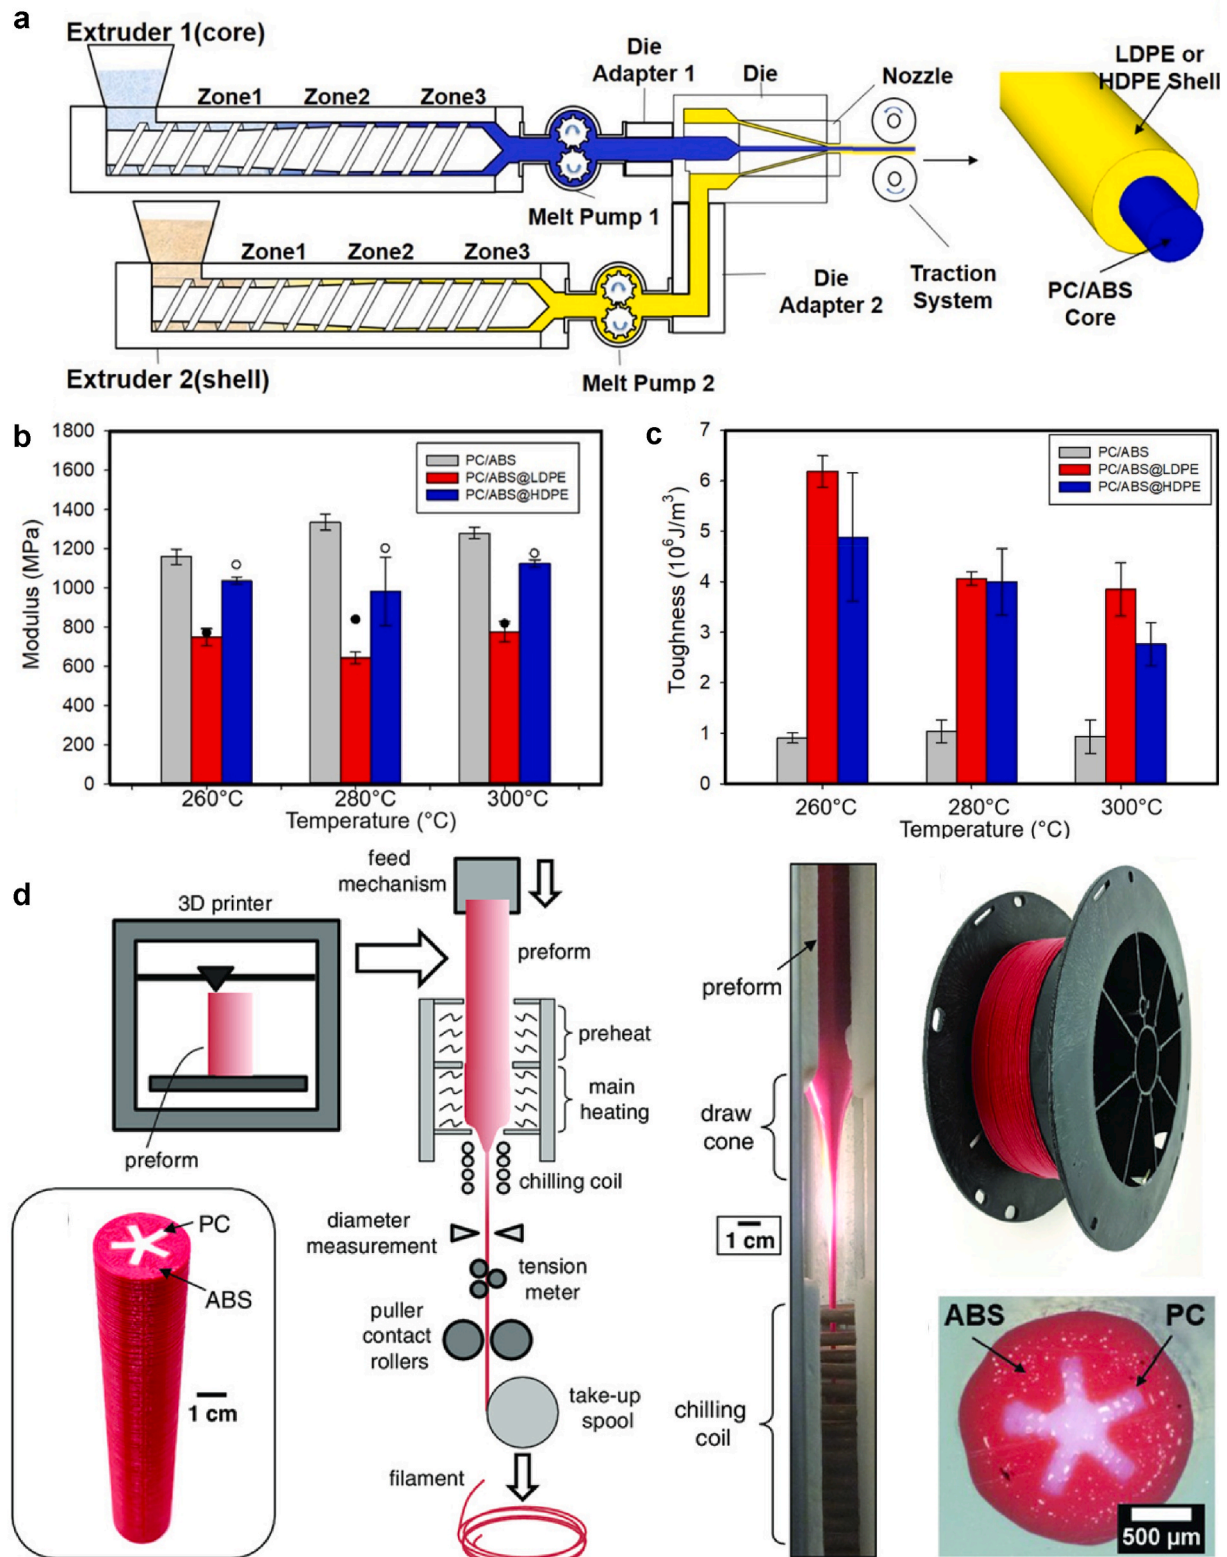 a
Extruder 1(core)
Zone1
Zone2
Zone3
Die
Adapter 1
Die
Nozzle
LDPE or
HDPE Shell
Melt Pump 1
Zone1
Zone2
Zone3
Die
Adapter 2
Traction
System
PC/ABS
Core
Extruder 2(shell)
Melt Pump 2
b
1800
1600
1400
1200
1000
800
600
400
200
0
Modulus (MPa)
PC/ABS
PC/ABS@LDPE
PC/ABS@HDPE
260°C
280°C
300°C
Temperature (°C)
c
7
6
5
4
3
2
1
0
Toughness (10⁶J/m³)
PC/ABS
PC/ABS@LDPE
PC/ABS@HDPE
260°C
280°C
300°C
Temperature (°C)
d
3D printer
preform
feed
mechanism
preform
preheat
main
heating
chilling coil
diameter
measurement
tension
meter
puller
contact
rollers
take-up
spool
filament
PC
ABS
1 cm
preform
draw
cone
1 cm
chilling
coil
ABS
PC
500 µm